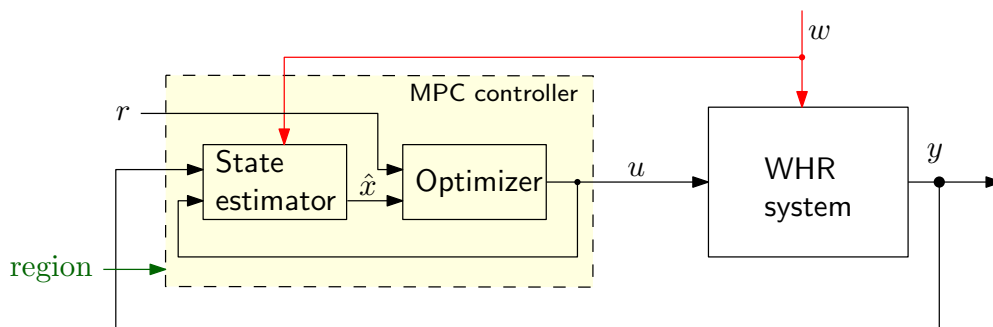 w
MPC controller
r
State
estimator
x̂
Optimizer
u
WHR
system
y
region